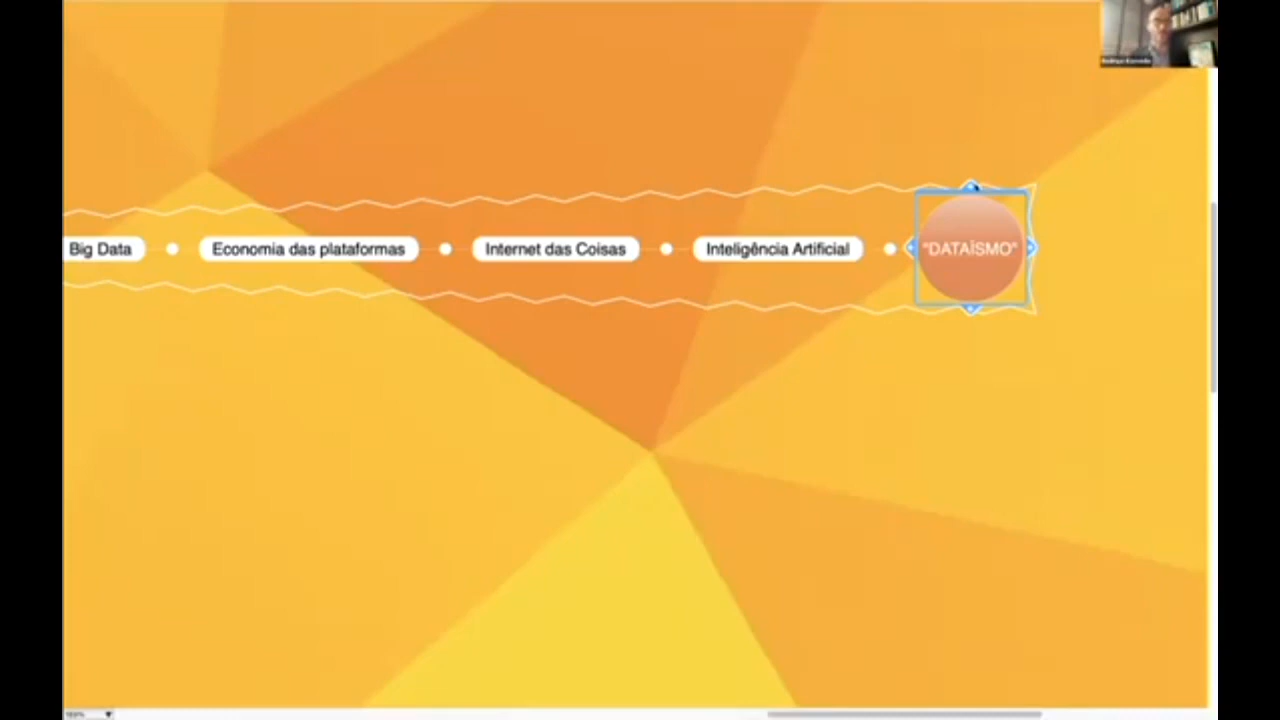 Big Data
Economia das plataformas
Internet das Coisas
Inteligência Artificial
"DATAÍSMO"